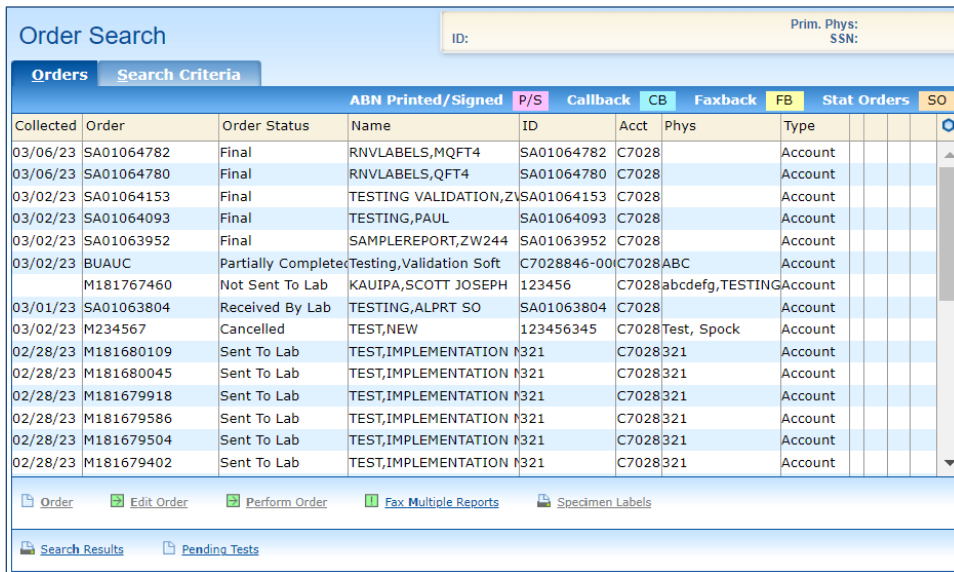 Order Search
Prim. Phys:
ID: SSN:
Orders Search Criteria
ABN Printed/Signed P/S Callback CB Faxback FB Stat Orders SO
Collected Order Order Status Name ID Acct Phys Type
03/06/23 SA01064782 Final RNVLABELS,MQFT4 SA01064782 C7028 Account
03/06/23 SA01064780 Final RNVLABELS,QFT4 SA01064780 C7028 Account
03/02/23 SA01064153 Final TESTING VALIDATION,ZV SA01064153 C7028 Account
03/02/23 SA01064093 Final TESTING,PAUL SA01064093 C7028 Account
03/02/23 SA01063952 Final SAMPLEREPORT,ZW244 SA01063952 C7028 Account
03/02/23 BUAUC Partially Completed Testing,Validation Soft C7028846-00 C7028 ABC Account
M181767460 Not Sent To Lab KAUIPA,SCOTT JOSEPH 123456 C7028 abcdefg,TESTING Account
03/01/23 SA01063804 Received By Lab TESTING,ALPRT SO SA01063804 C7028 Account
03/02/23 M234567 Cancelled TEST,NEW 123456345 C7028 Test, Spock Account
02/28/23 M181680109 Sent To Lab TEST,IMPLEMENTATION 321 C7028 321 Account
02/28/23 M181680045 Sent To Lab TEST,IMPLEMENTATION 321 C7028 321 Account
02/28/23 M181679918 Sent To Lab TEST,IMPLEMENTATION 321 C7028 321 Account
02/28/23 M181679586 Sent To Lab TEST,IMPLEMENTATION 321 C7028 321 Account
02/28/23 M181679504 Sent To Lab TEST,IMPLEMENTATION 321 C7028 321 Account
02/28/23 M181679402 Sent To Lab TEST,IMPLEMENTATION 321 C7028 321 Account
Order Edit Order Perform Order Fax Multiple Reports Specimen Labels
Search Results Pending Tests